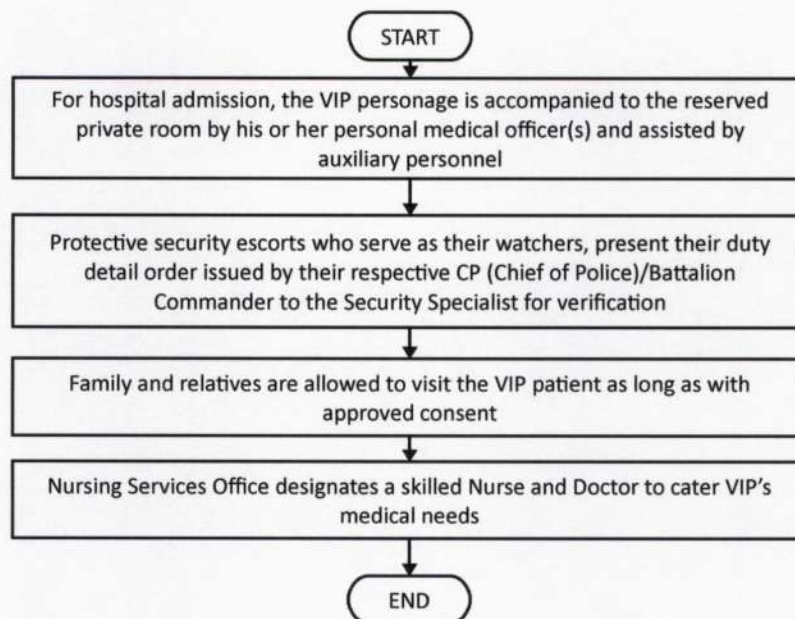 START
For hospital admission, the VIP personage is accompanied to the reserved
private room by his or her personal medical officer(s) and assisted by
auxiliary personnel
Protective security escorts who serve as their watchers, present their duty
detail order issued by their respective CP (Chief of Police)/Battalion
Commander to the Security Specialist for verification
Family and relatives are allowed to visit the VIP patient as long as with
approved consent
Nursing Services Office designates a skilled Nurse and Doctor to cater VIP's
medical needs
END